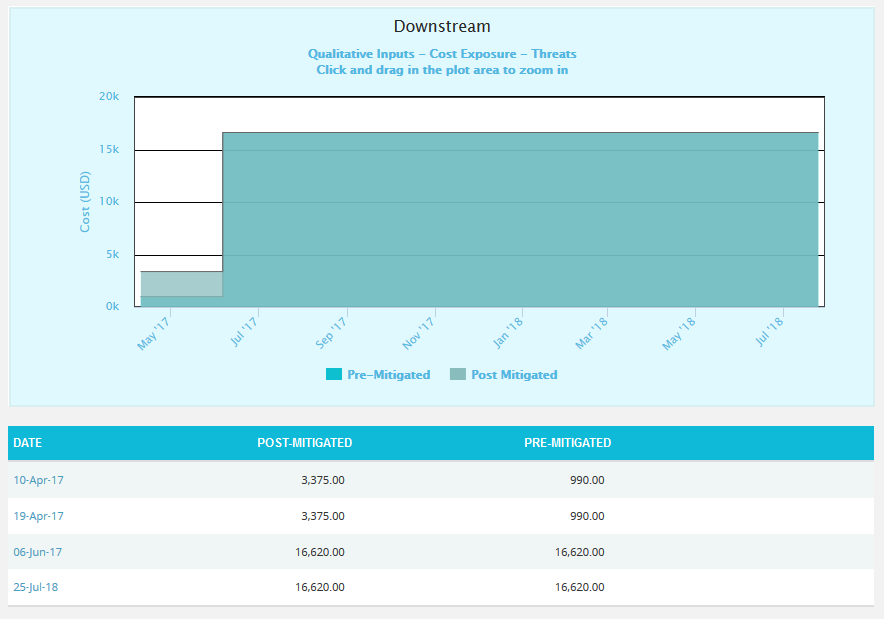 Downstream
Qualitative Inputs – Cost Exposure – Threats
Click and drag in the plot area to zoom in
20k
15k
10k
5k
0k
Cost (USD)
May '17
Jul '17
Sep '17
Nov '17
Jan '18
Mar '18
May '18
Jul '18
Pre-Mitigated Post Mitigated
DATE POST-MITIGATED PRE-MITIGATED
10-Apr-17 3,375.00 990.00
19-Apr-17 3,375.00 990.00
06-Jun-17 16,620.00 16,620.00
25-Jul-18 16,620.00 16,620.00